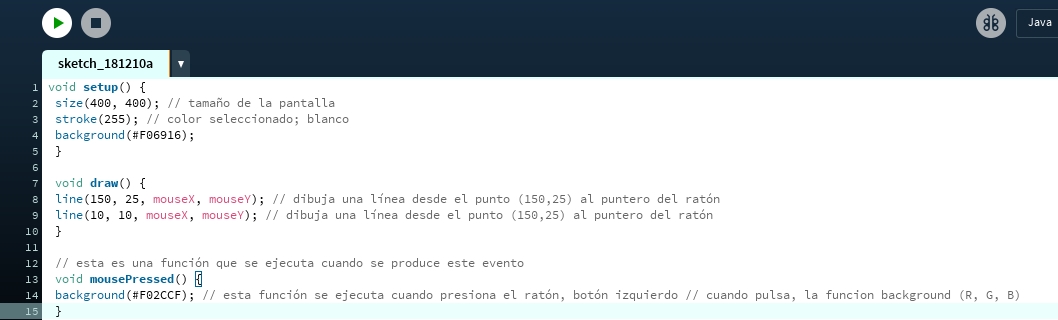 Java
sketch_181210a
1 void setup() {
2 size(400, 400); // tamaño de la pantalla
3 stroke(255); // color seleccionado; blanco
4 background(#F06916);
5 }
6
7 void draw() {
8 line(150, 25, mouseX, mouseY); // dibuja una línea desde el punto (150,25) al puntero del ratón
9 line(10, 10, mouseX, mouseY); // dibuja una línea desde el punto (150,25) al puntero del ratón
10 }
11
12 // esta es una función que se ejecuta cuando se produce este evento
13 void mousePressed() {
14 background(#F02CCF); // esta función se ejecuta cuando presiona el ratón, botón izquierdo // cuando pulsa, la funcion background (R, G, B)
15 }